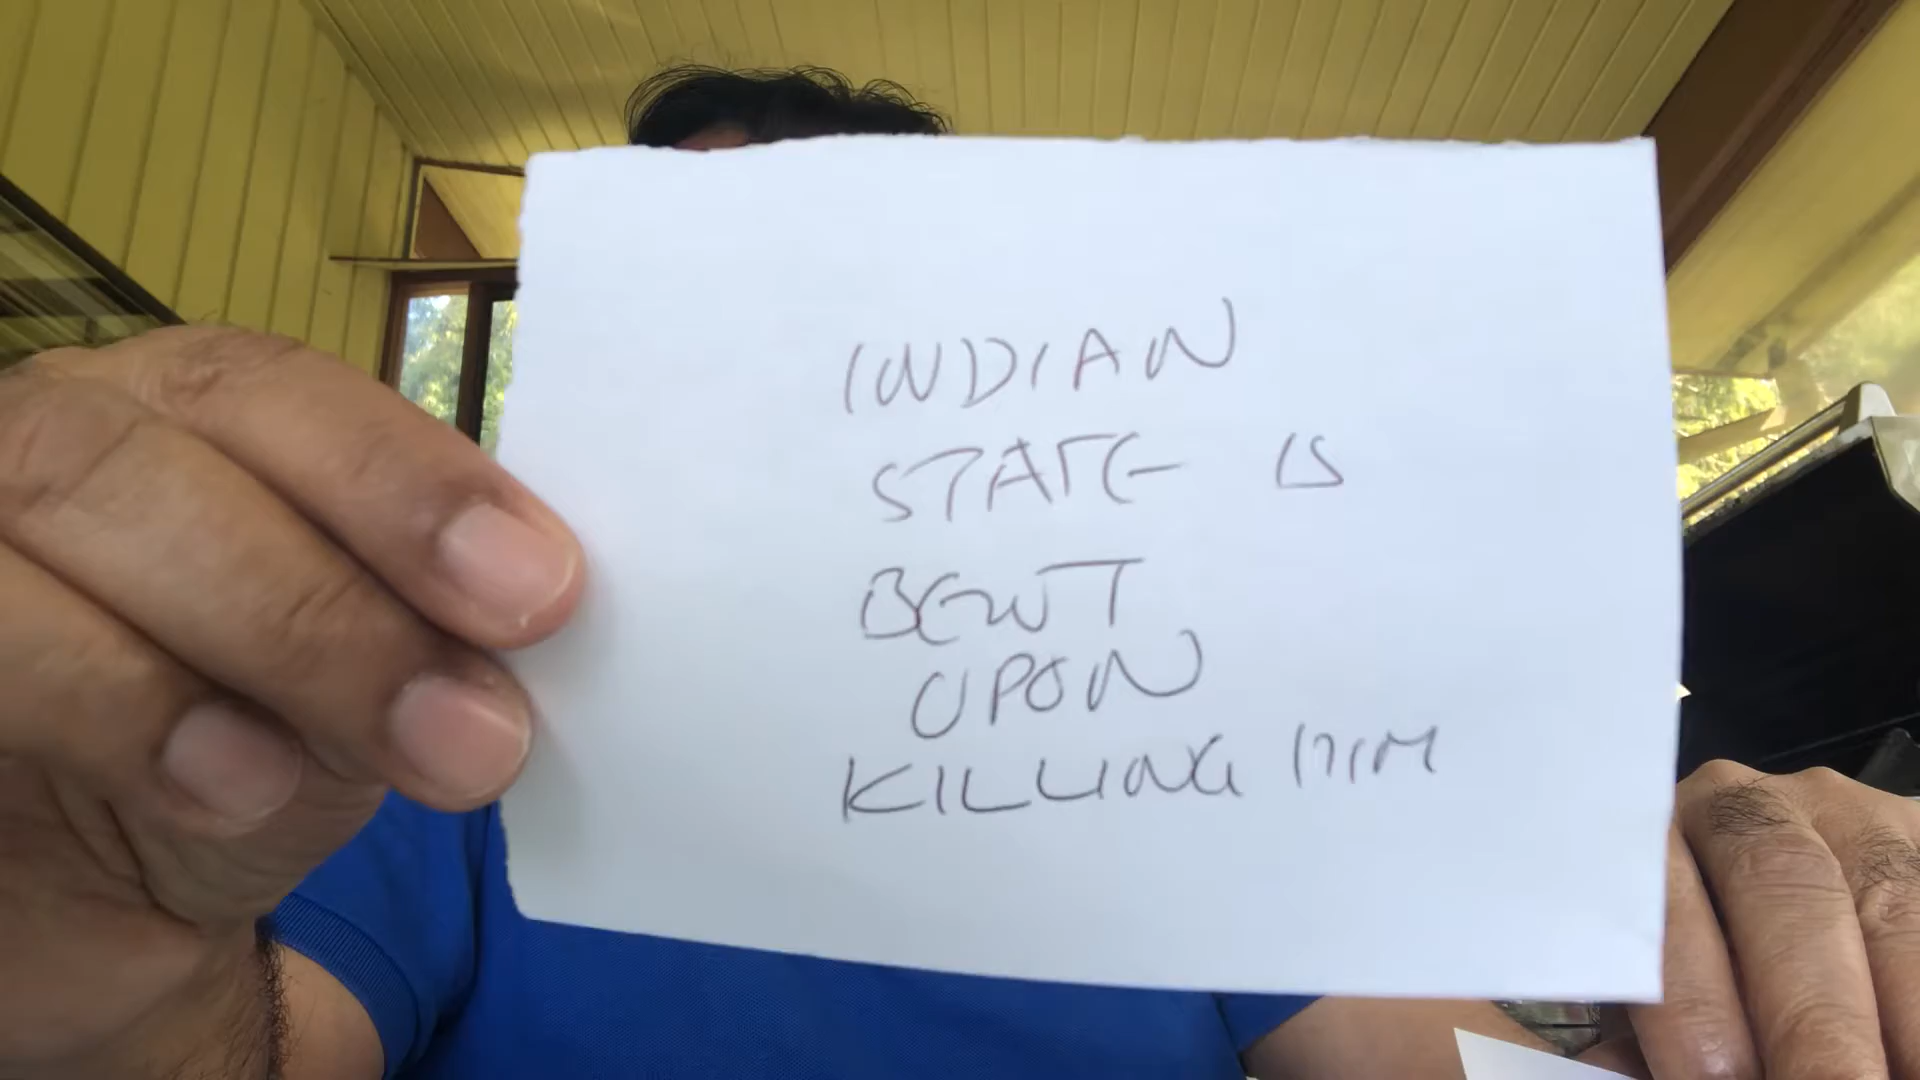 INDIAN
STATE IS
BENT
UPON
KILLING HIM